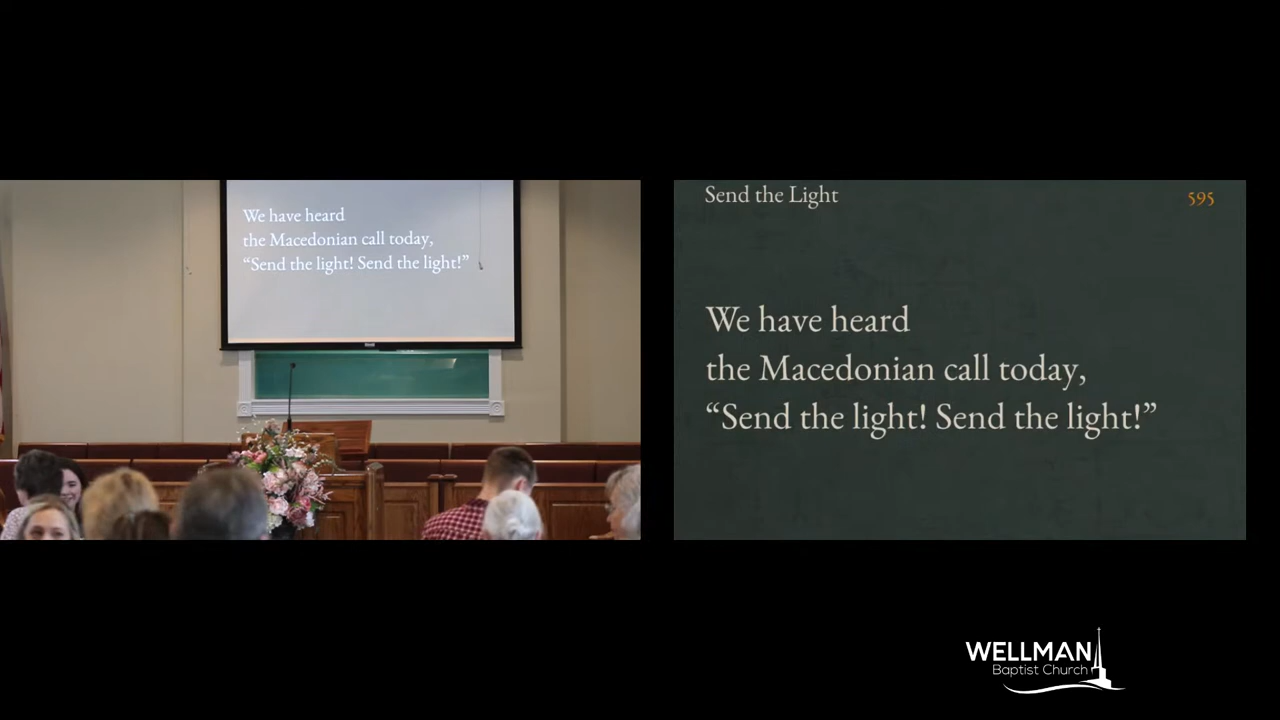 We have heard
the Macedonian call today,
“Send the light! Send the light!”
Send the Light
595
We have heard
the Macedonian call today,
“Send the light! Send the light!”
WELLMAN
Baptist Church